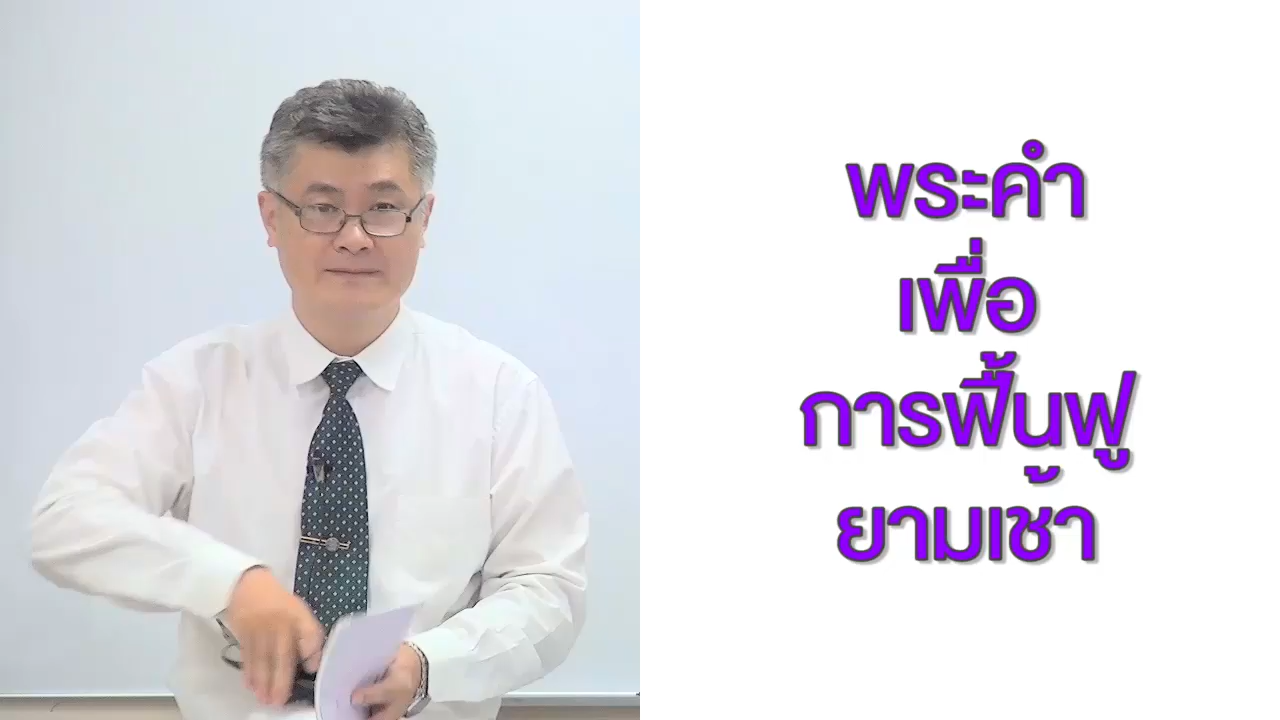 พระคำ
เพื่อ
การฟื้นฟู
ยามเช้า